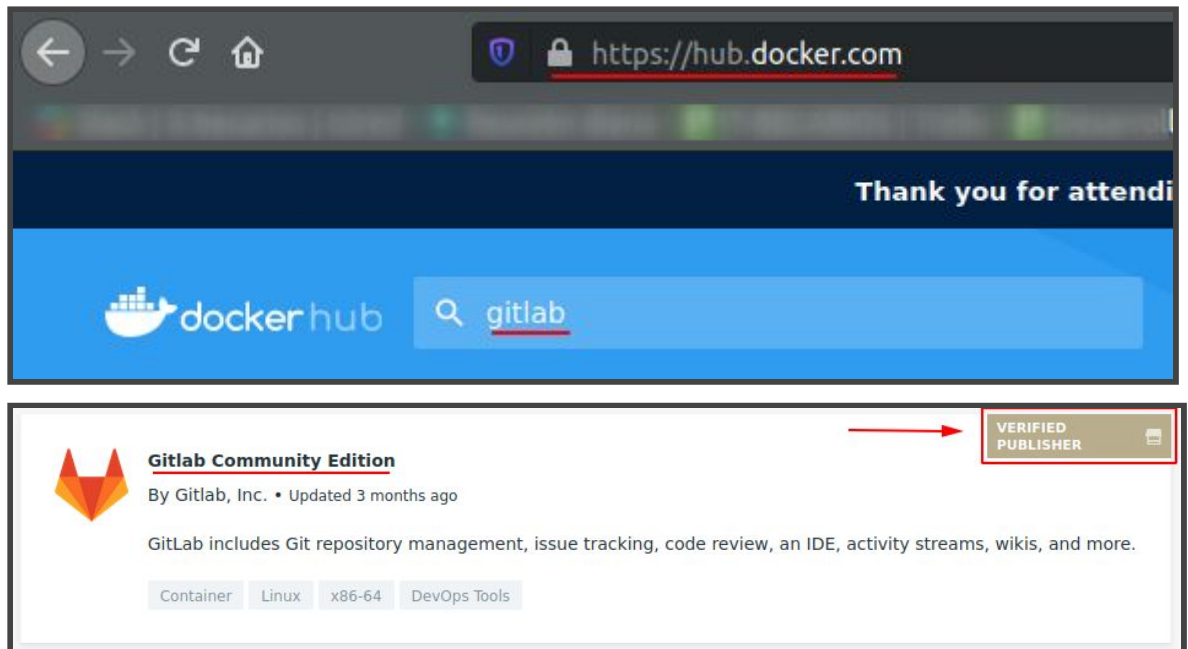 https://hub.docker.com
Thank you for attendi
docker hub
gitlab
VERIFIED
PUBLISHER
Gitlab Community Edition
By Gitlab, Inc. • Updated 3 months ago
GitLab includes Git repository management, issue tracking, code review, an IDE, activity streams, wikis, and more.
Container Linux x86-64 DevOps Tools